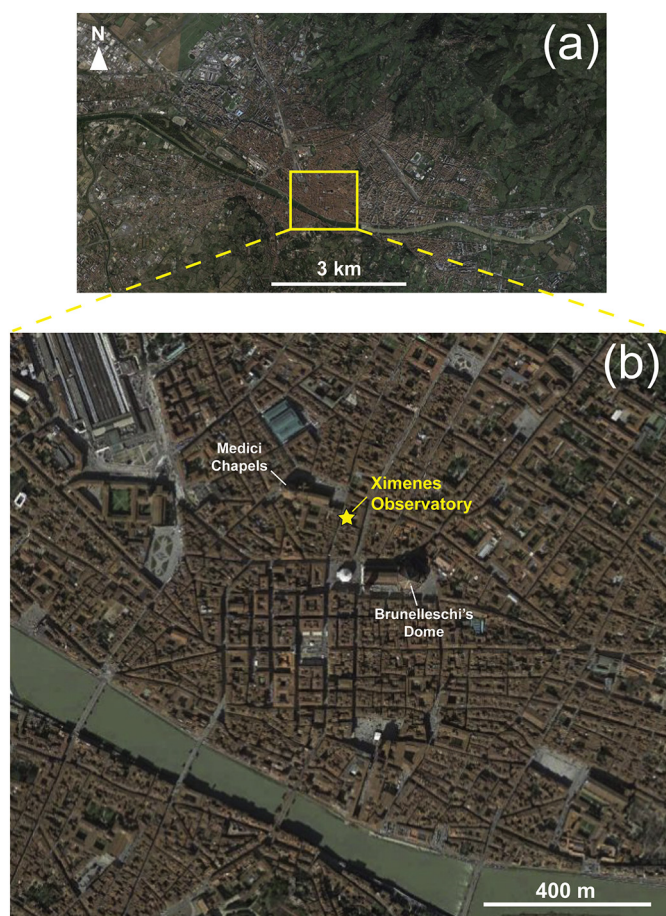 N
(a)
3 km
(b)
Medici
Chapels
Ximenes
Observatory
Brunelleschi's
Dome
400 m